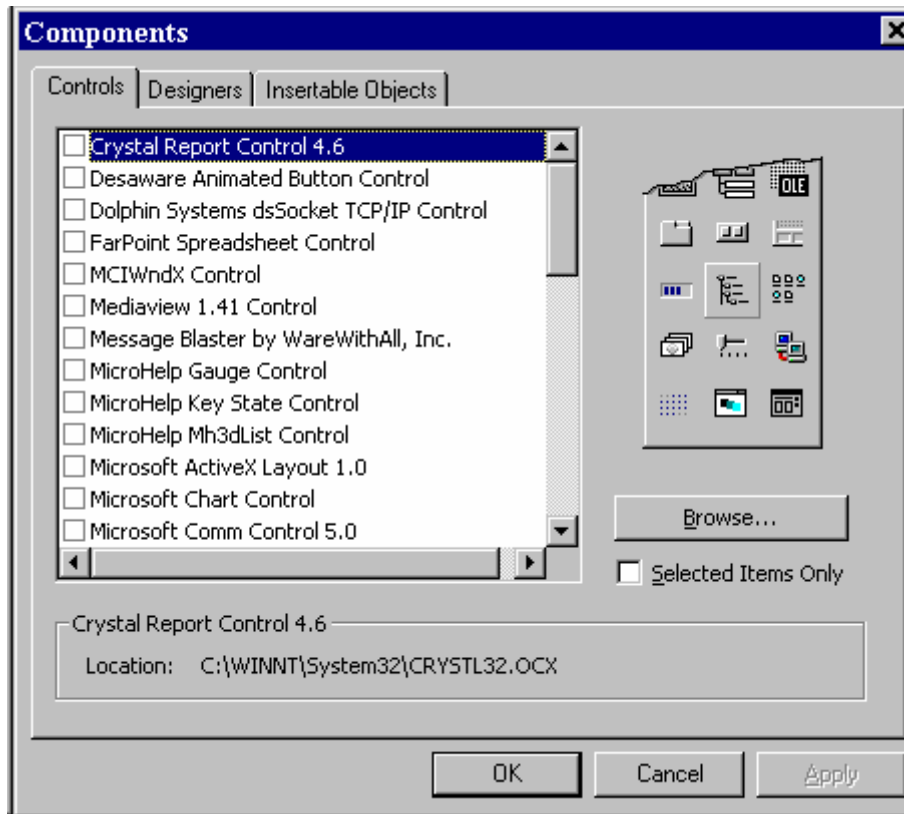 Components
Controls Designers Insertable Objects
Crystal Report Control 4.6
Desaware Animated Button Control
Dolphin Systems dsSocket TCP/IP Control
FarPoint Spreadsheet Control
MCIWndX Control
Mediaview 1.41 Control
Message Blaster by WareWithAll, Inc.
MicroHelp Gauge Control
MicroHelp Key State Control
MicroHelp Mh3dList Control
Microsoft ActiveX Layout 1.0
Microsoft Chart Control
Microsoft Comm Control 5.0
OLE
Browse...
Selected Items Only
Crystal Report Control 4.6
Location: C:\WINNT\System32\CRYSTL32.OCX
OK Cancel Apply